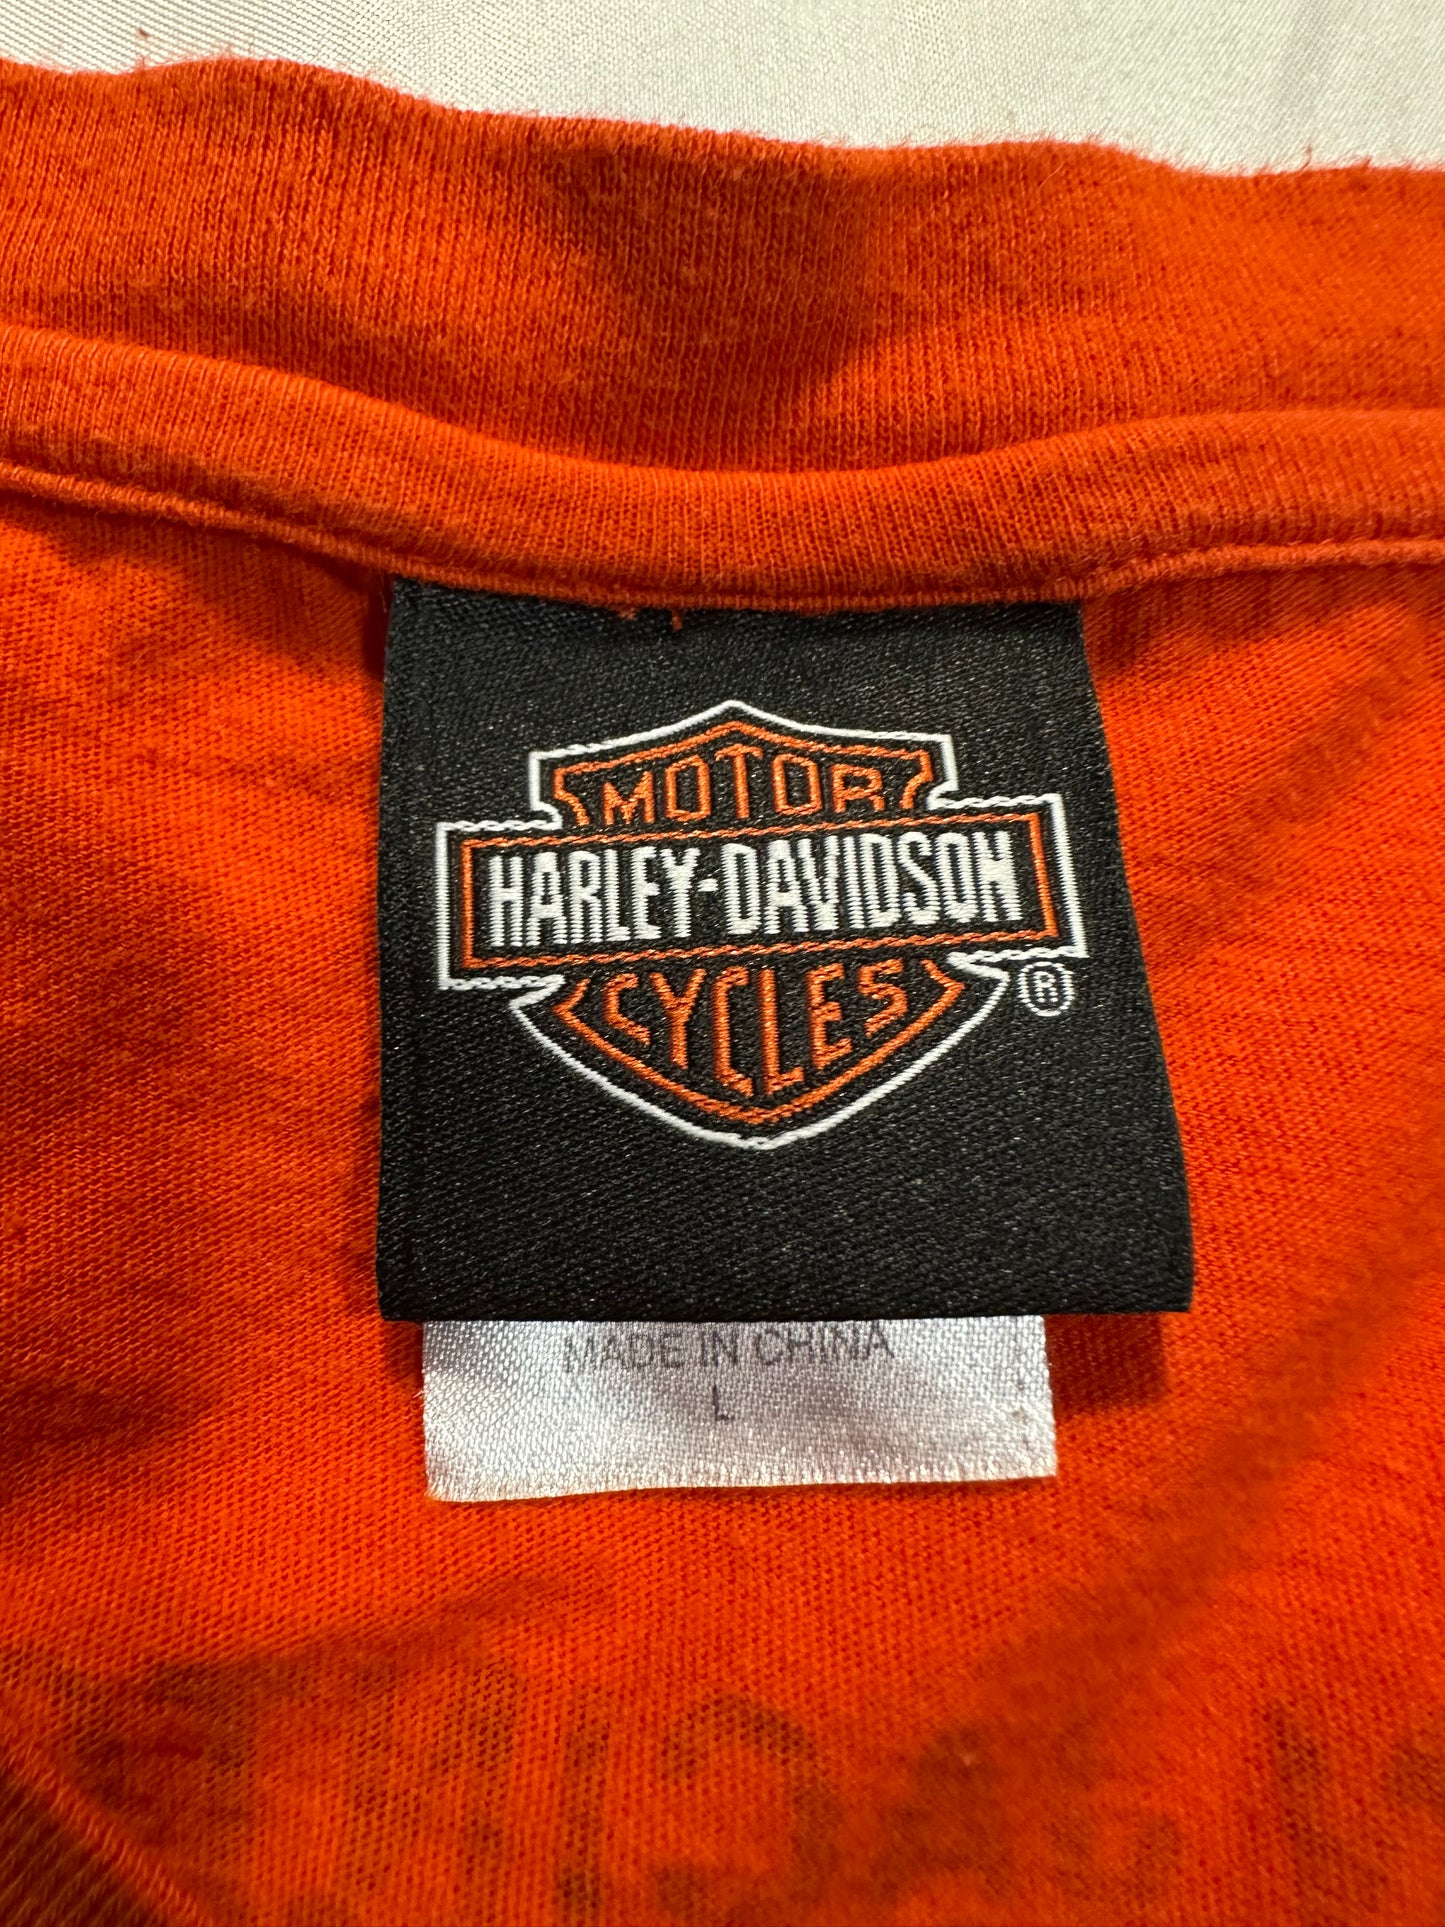 MOTOR
HARLEY-DAVIDSON
CYCLES
®
MADE IN CHINA
L